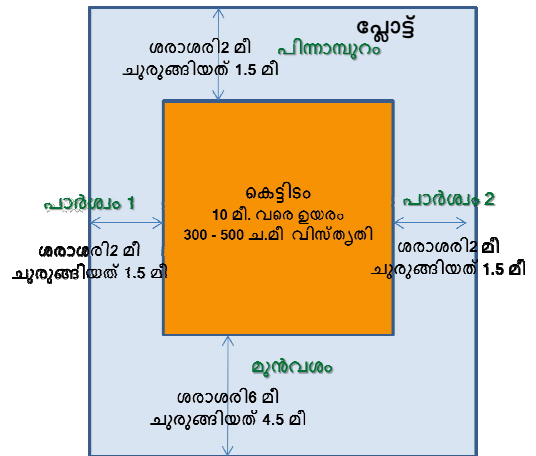 പ്ലോട്ട്
ശരാശരി2 മീ
പിന്നാമ്പുറം
ചുരുങ്ങിയത് 1.5 മീ
കെട്ടിടം
10 മീ. വരെ ഉയരം
300 - 500 ച.മീ വിസ്തൃതി
പാർശ്വം 1
ശരാശരി2 മീ
ചുരുങ്ങിയത് 1.5 മീ
പാർശ്വം 2
ശരാശരി2 മീ
ചുരുങ്ങിയത് 1.5 മീ
മുൻവശം
ശരാശരി6 മീ
ചുരുങ്ങിയത് 4.5 മീ